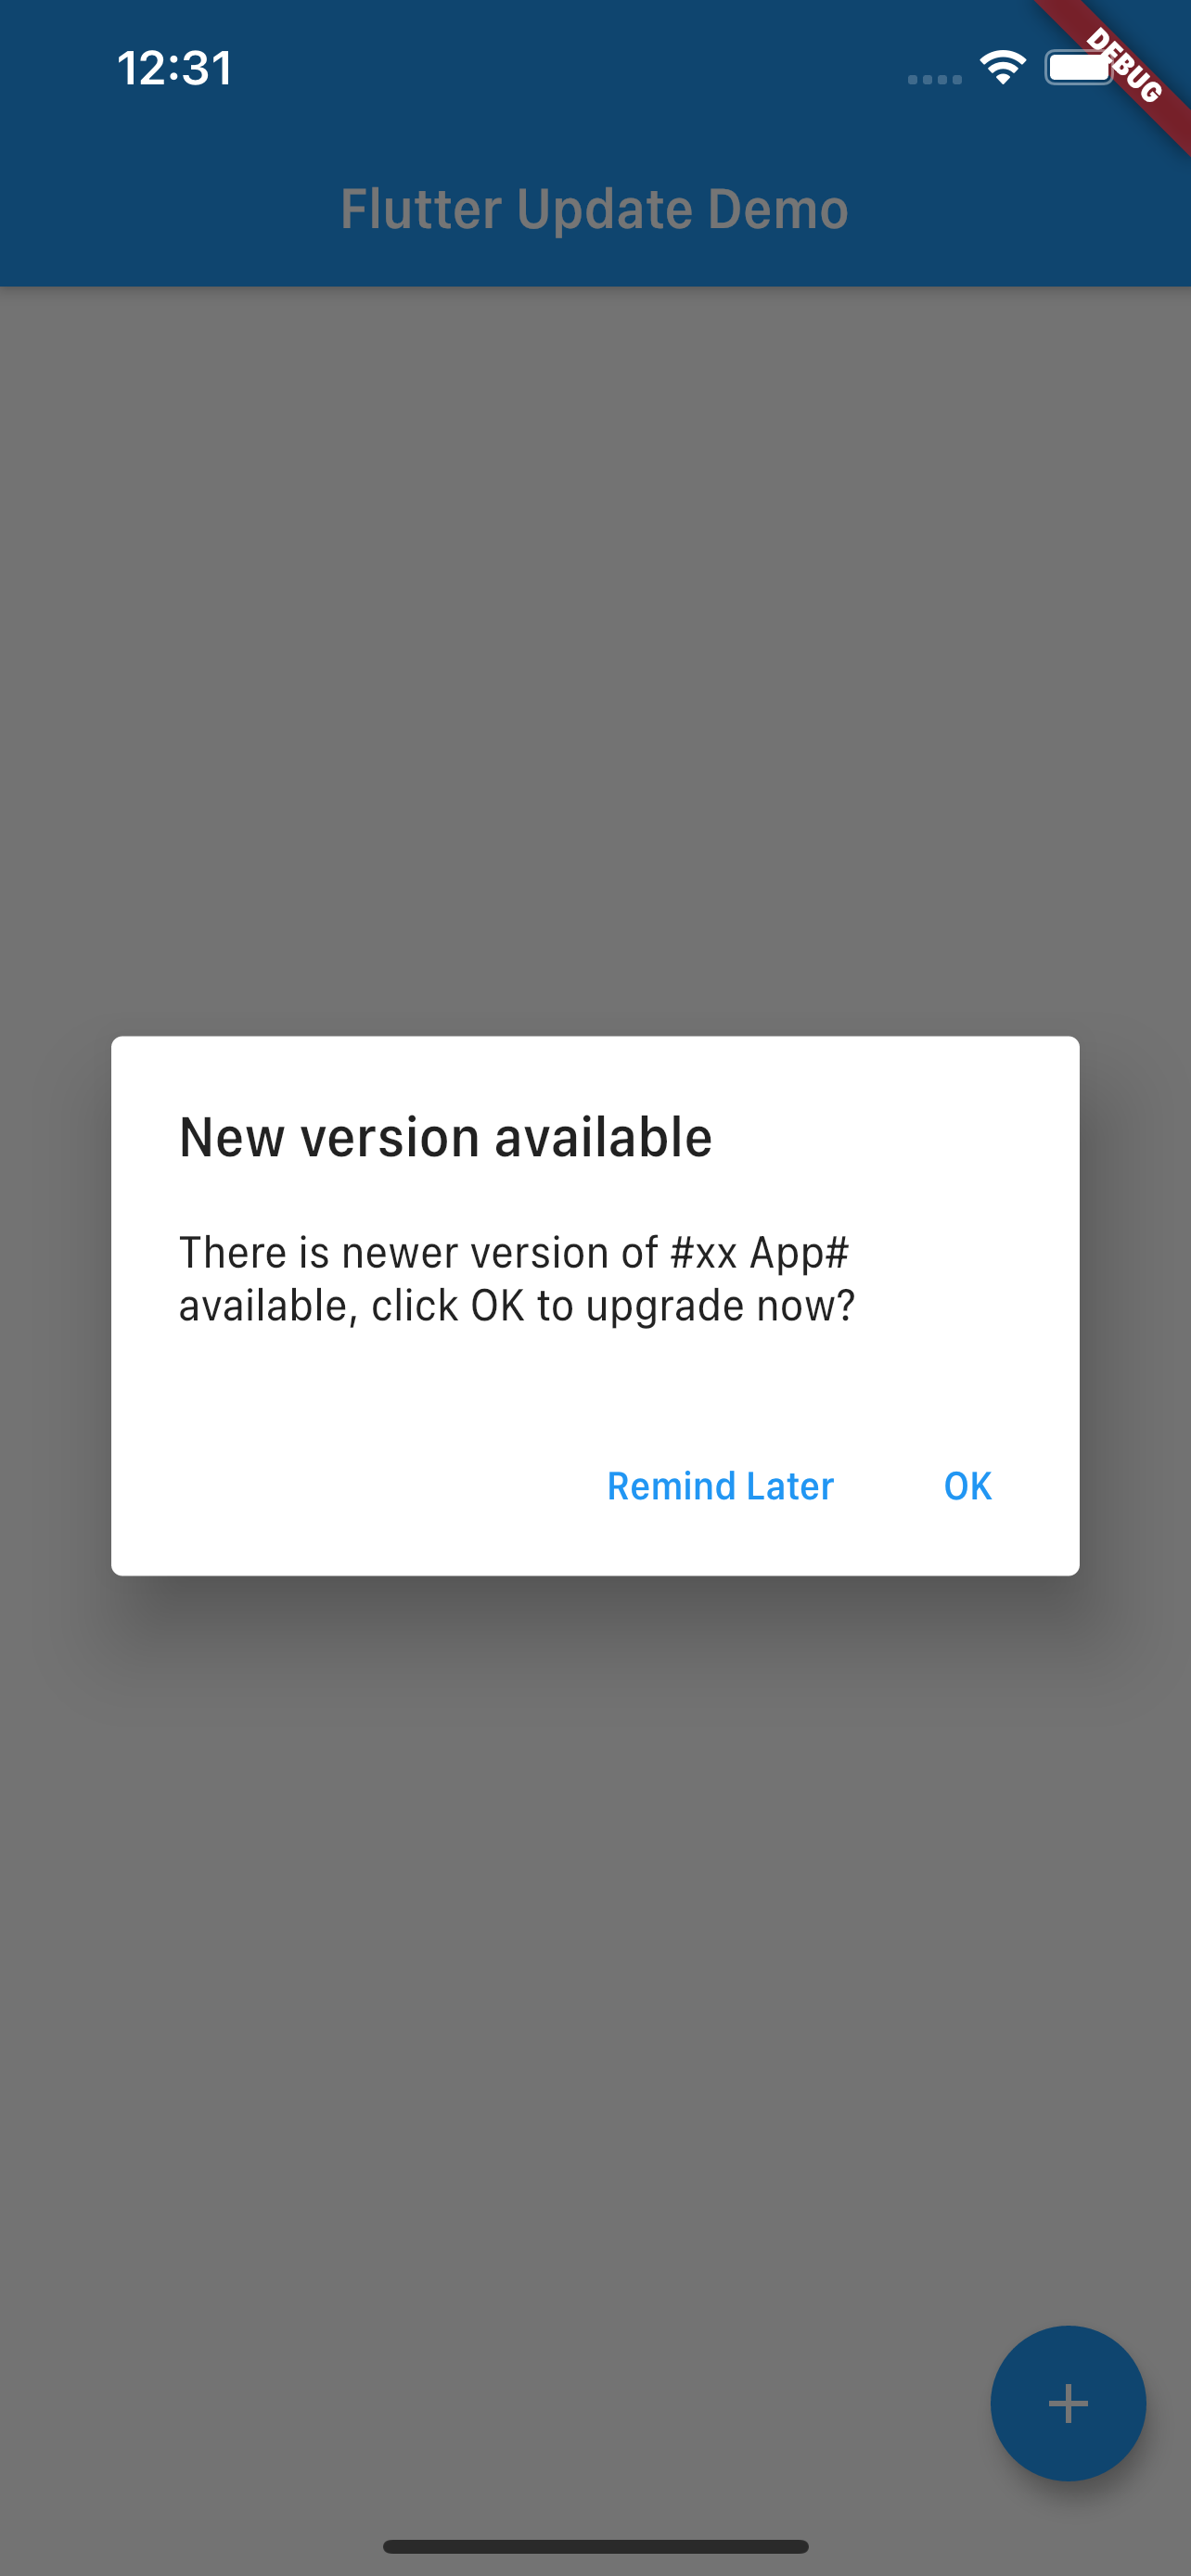 12:31
DEBUG
Flutter Update Demo
New version available
There is newer version of #xx App#
available, click OK to upgrade now?
Remind Later
OK